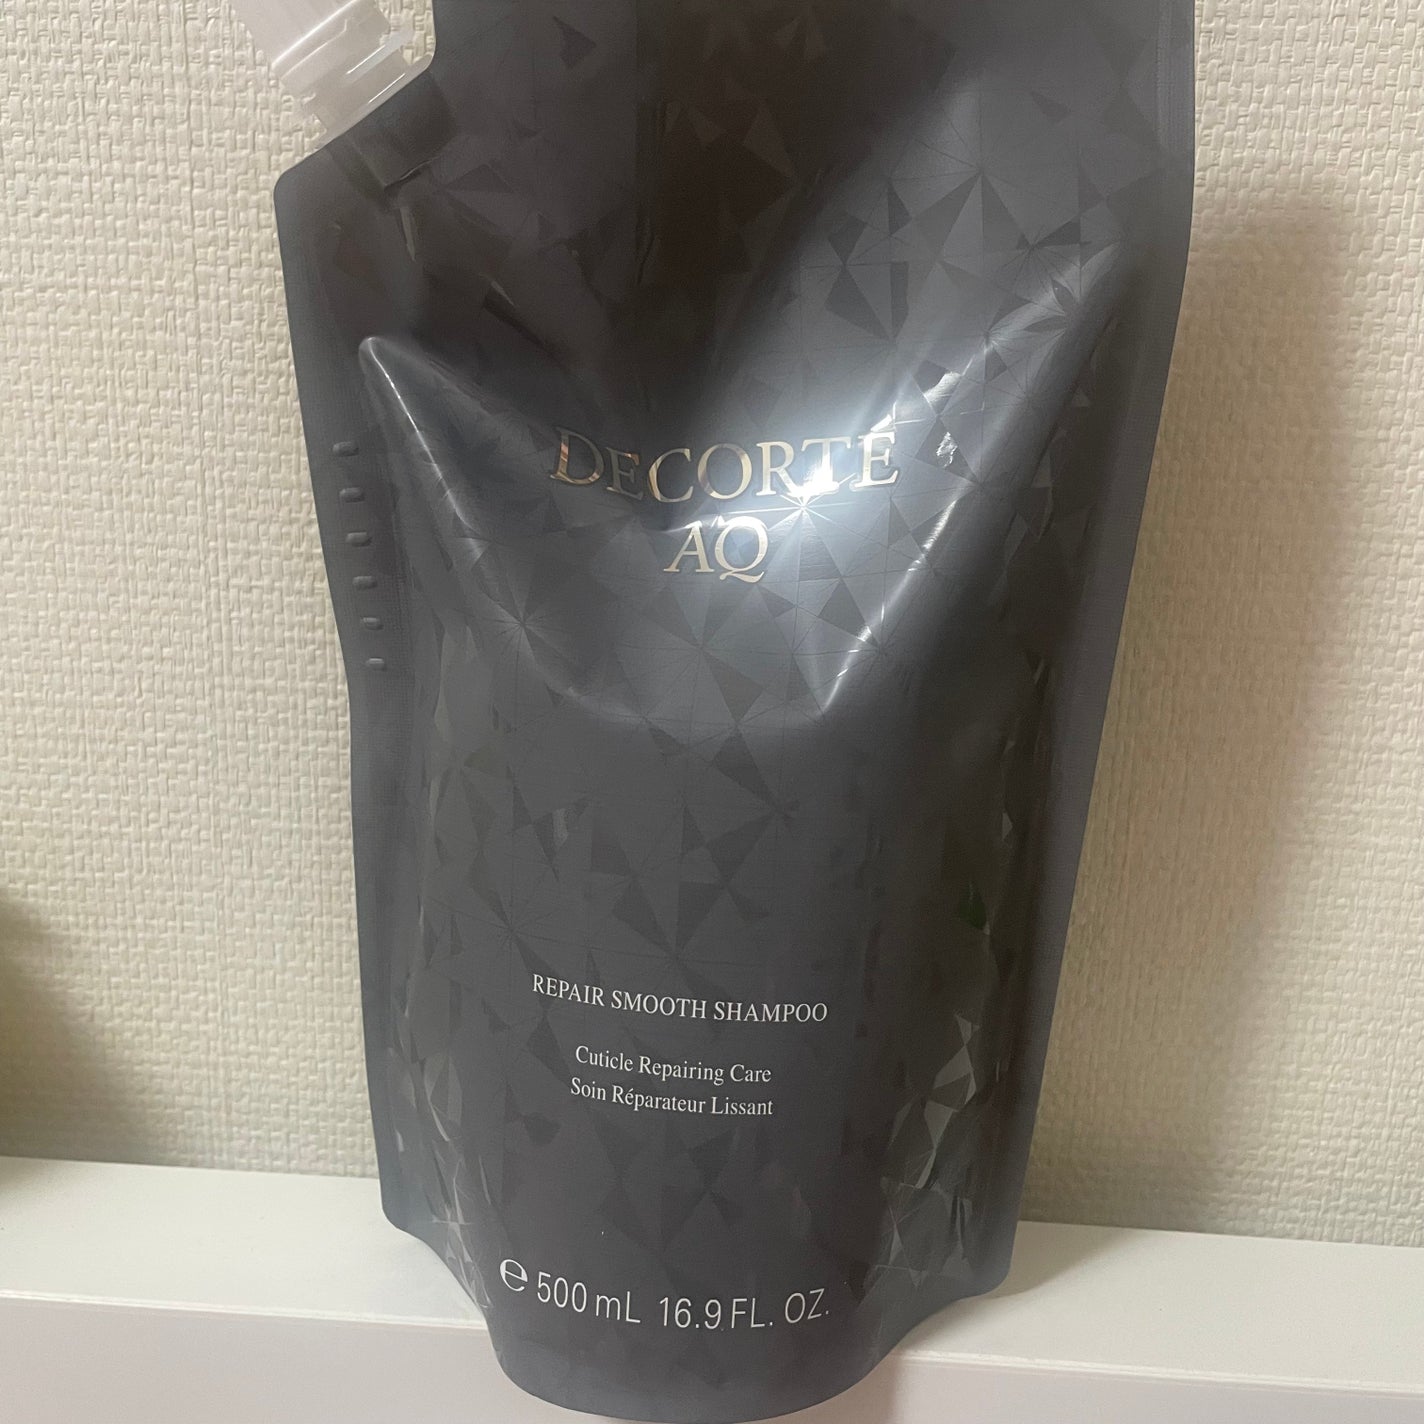 DECORTÉ
AQ
REPAIR SMOOTH SHAMPOO
Cuticle Repairing Care
Soin Réparateur Lissant
℮ 500 mL 16.9 FL. OZ.